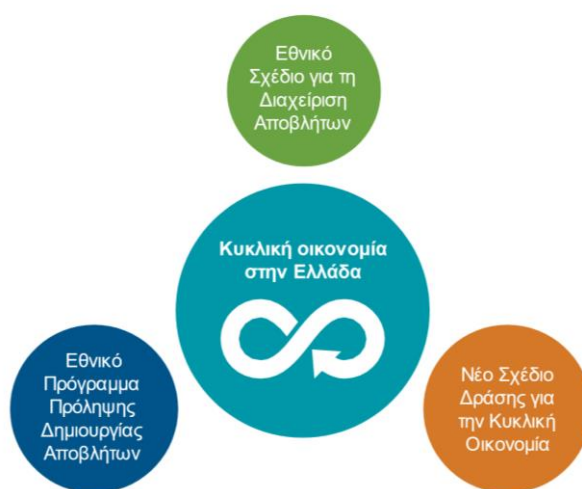 Εθνικό
Σχέδιο για τη
Διαχείριση
Αποβλήτων
Κυκλική οικονομία
στην Ελλάδα
Εθνικό
Πρόγραμμα
Πρόληψης
Δημιουργίας
Αποβλήτων
Νέο Σχέδιο
Δράσης για
την Κυκλική
Οικονομία